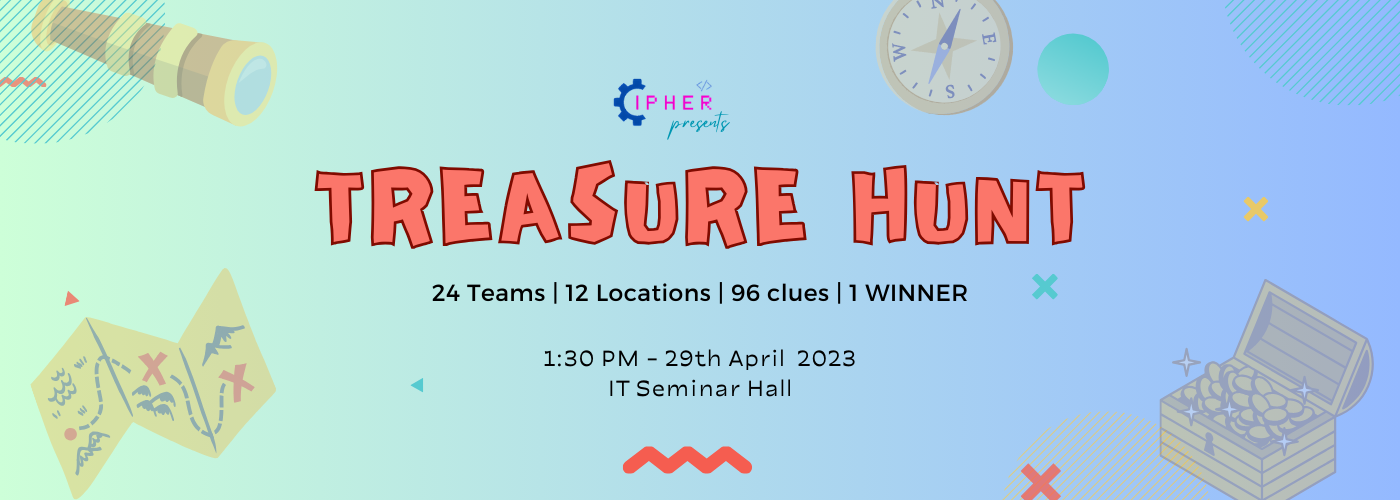 N
E
S
W
</>
CIPHER
presents
TREASURE HUNT
24 Teams | 12 Locations | 96 clues | 1 WINNER
1:30 PM - 29th April 2023
IT Seminar Hall